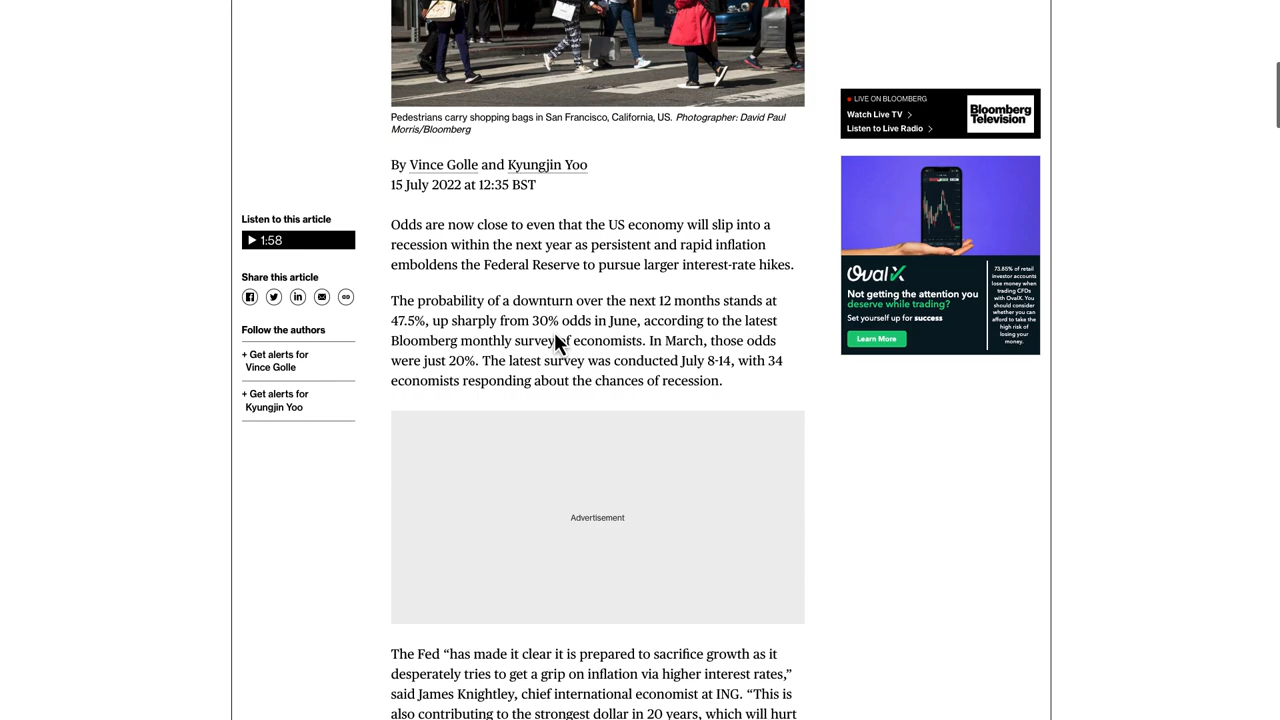 Pedestrians carry shopping bags in San Francisco, California, US. Photographer: David Paul
Morris/Bloomberg
By Vince Golle and Kyungjin Yoo
15 July 2022 at 12:35 BST
Listen to this article
1:58
Share this article
Follow the authors
+ Get alerts for
Vince Golle
+ Get alerts for
Kyungjin Yoo
Odds are now close to even that the US economy will slip into a
recession within the next year as persistent and rapid inflation
emboldens the Federal Reserve to pursue larger interest-rate hikes.
The probability of a downturn over the next 12 months stands at
47.5%, up sharply from 30% odds in June, according to the latest
Bloomberg monthly survey of economists. In March, those odds
were just 20%. The latest survey was conducted July 8-14, with 34
economists responding about the chances of recession.
Advertisement
The Fed “has made it clear it is prepared to sacrifice growth as it
desperately tries to get a grip on inflation via higher interest rates,”
said James Knightley, chief international economist at ING. “This is
also contributing to the strongest dollar in 20 years, which will hurt
LIVE ON BLOOMBERG
Watch Live TV
Listen to Live Radio
Bloomberg
Television
OvalX
Not getting the attention you
deserve while trading?
Set yourself up for success
Learn More
73.85% of retail
investor accounts
lose money when
trading CFDs
with OvalX. You
should consider
whether you can
afford to take the
high risk of
losing your
money.